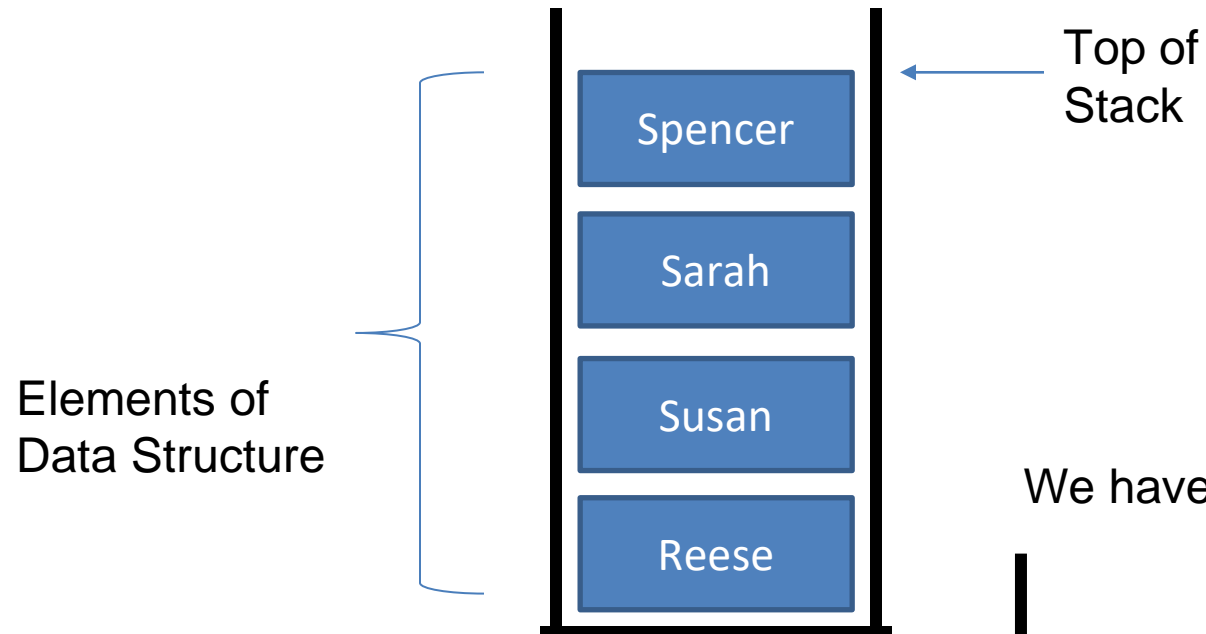 Top of
Stack
Spencer
Sarah
Susan
Reese
Elements of
Data Structure
We have